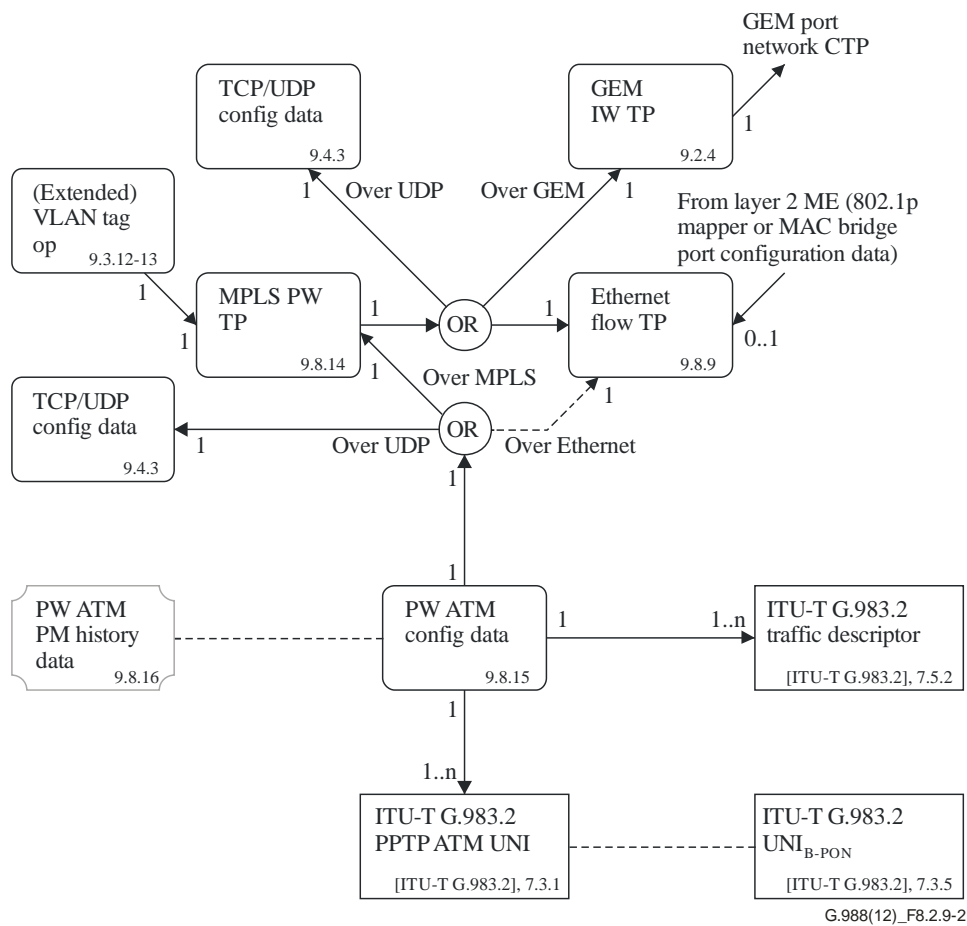 GEM port
network CTP
1
TCP/UDP
config data
9.4.3
1
GEM
IW TP
9.2.4
1
Over UDP
Over GEM
(Extended)
VLAN tag
op
9.3.12-13
1
From layer 2 ME (802.1p
mapper or MAC bridge
port configuration data)
0..1
1
MPLS PW
TP
9.8.14
1
OR
1
Ethernet
flow TP
9.8.9
1
Over MPLS
1
TCP/UDP
config data
9.4.3
1
Over UDP
OR
Over Ethernet
1
1
PW ATM
PM history
data
9.8.16
PW ATM
config data
9.8.15
1
1..n
ITU-T G.983.2
traffic descriptor
[ITU-T G.983.2], 7.5.2
1
1..n
ITU-T G.983.2
PPTP ATM UNI
[ITU-T G.983.2], 7.3.1
ITU-T G.983.2
UNI B-PON
[ITU-T G.983.2], 7.3.5
G.988(12)_F8.2.9-2